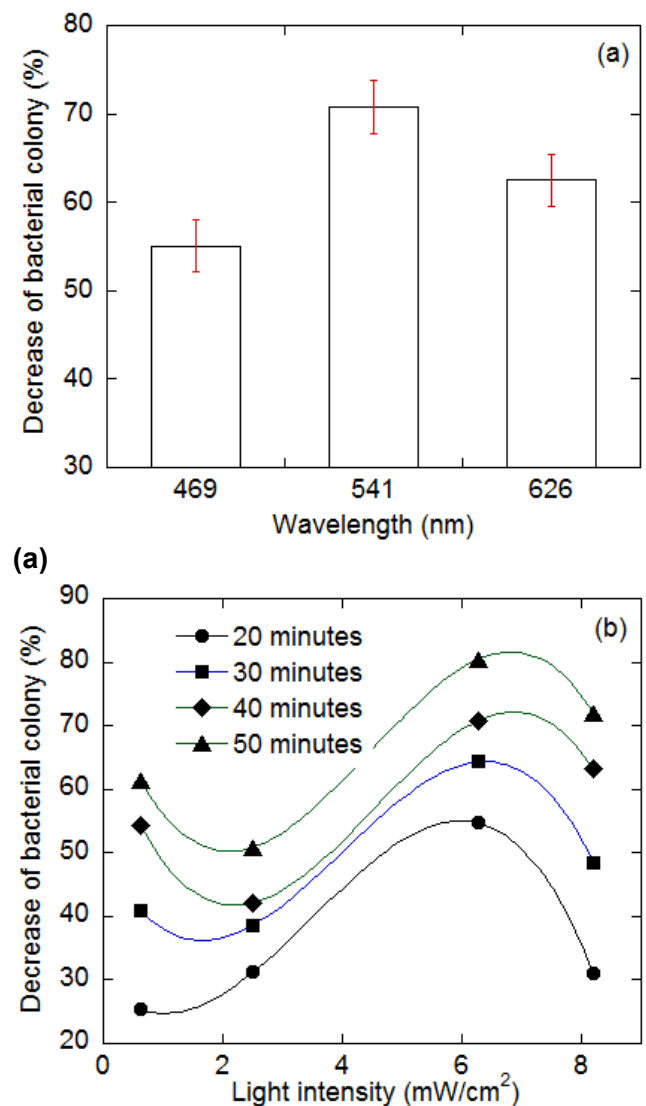 80
(a)
70
60
50
40
30
Decrease of bacterial colony (%)
469 541 626
Wavelength (nm)
(a)
90
(b)
20 minutes
30 minutes
40 minutes
50 minutes
80
70
60
50
40
30
20
Decrease of bacterial colony (%)
0 2 4 6 8
Light intensity (mW/cm²)